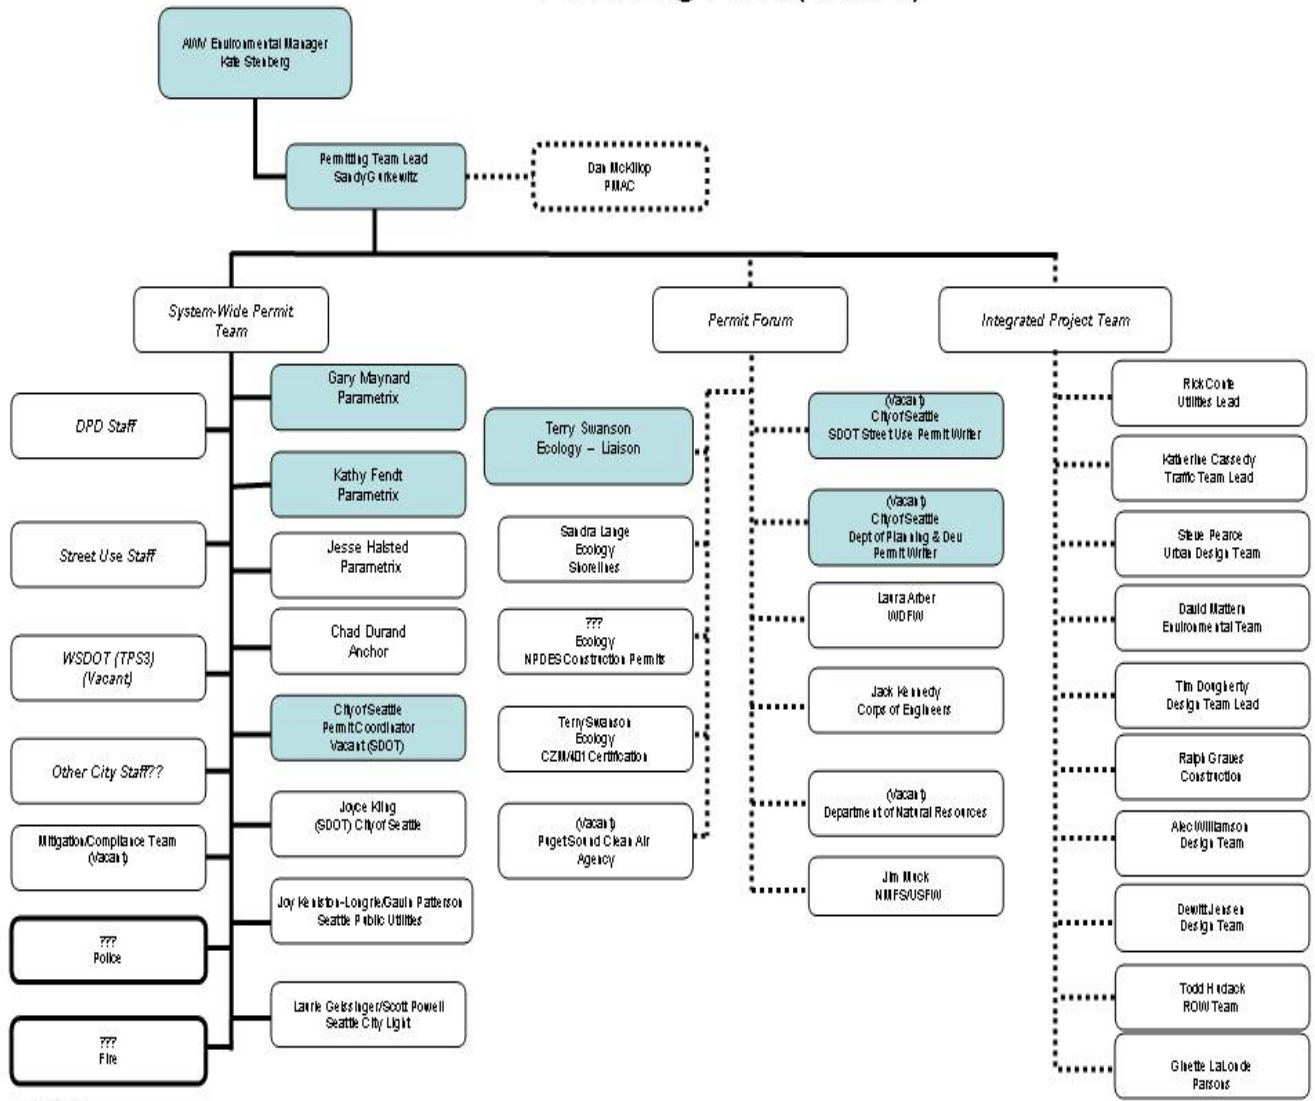 AWV Environmental Manager
Kate Stenberg
Permitting Team Lead
Sandy Gurkewitz
Dan McKillop
PMAC
System-Wide Permit
Team
Permit Forum
Integrated Project Team
DPD Staff
Street Use Staff
WSDOT (TPS3)
(Vacant)
Other City Staff??
Mitigation/Compliance Team
(Vacant)
???
Police
???
Fire
Gary Maynard
Parametrix
Kathy Fendt
Parametrix
Jesse Halsted
Parametrix
Chad Durand
Anchor
City of Seattle
Permit Coordinator
Vacant (SDOT)
Joyce Kling
(SDOT) City of Seattle
Joy Keniston-Longrie/Gavin Patterson
Seattle Public Utilities
Laurie Geissinger/Scott Powell
Seattle City Light
Terry Swanson
Ecology – Liaison
Sandra Lange
Ecology
Shorelines
???
Ecology
NPDES Construction Permits
Terry Swanson
Ecology
CZM/401 Certification
(Vacant)
Puget Sound Clean Air
Agency
(Vacant)
City of Seattle
SDOT Street Use Permit Writer
(Vacant)
City of Seattle
Dept of Planning & Dev
Permit Writer
Laura Arber
WDFW
Jack Kennedy
Corps of Engineers
(Vacant)
Department of Natural Resources
Jim Muck
NMFS/USFW
Rick Conte
Utilities Lead
Katherine Cassedy
Traffic Team Lead
Steve Pearce
Urban Design Team
David Mattern
Environmental Team
Tim Dougherty
Design Team Lead
Ralph Graves
Construction
Alec Williamson
Design Team
Dewitt Jensen
Design Team
Todd Hudack
ROW Team
Ginette LaLonde
Parsons